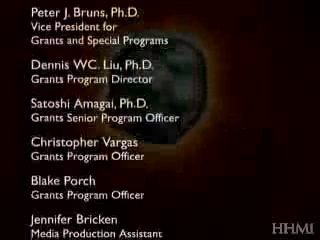 Peter J. Bruns, Ph.D.
Vice President for
Grants and Special Programs
Dennis WC. Liu, Ph.D.
Grants Program Director
Satoshi Amagai, Ph.D.
Grants Senior Program Officer
Christopher Vargas
Grants Program Officer
Blake Porch
Grants Program Officer
Jennifer Bricken
Media Production Assistant
HHMI